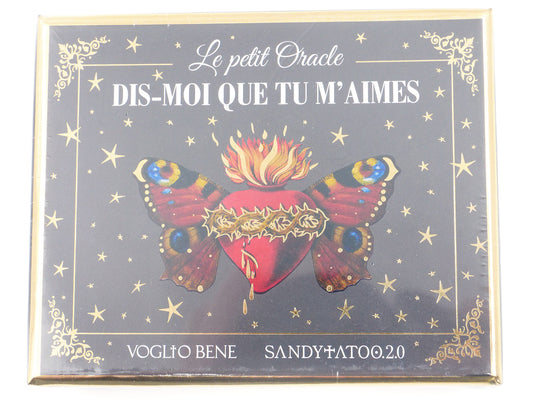 Le petit Oracle
DIS-MOI QUE TU M'AIMES
VOGLIO BENE SANDYTATOO.2.0